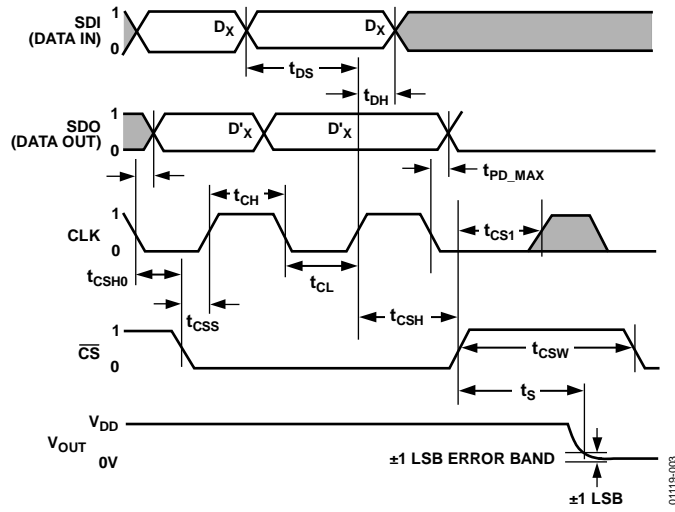 SDI
(DATA IN)
1
0
D_X
D_X
t_DS
t_DH
SDO
(DATA OUT)
1
0
D'_X
D'_X
t_PD_MAX
CLK
1
0
t_CH
t_CL
t_CS1
t_CSH0
t_CSS
t_CSH
CS
1
0
t_CSW
t_S
V_OUT
V_DD
0V
±1 LSB ERROR BAND
±1 LSB
01119-003